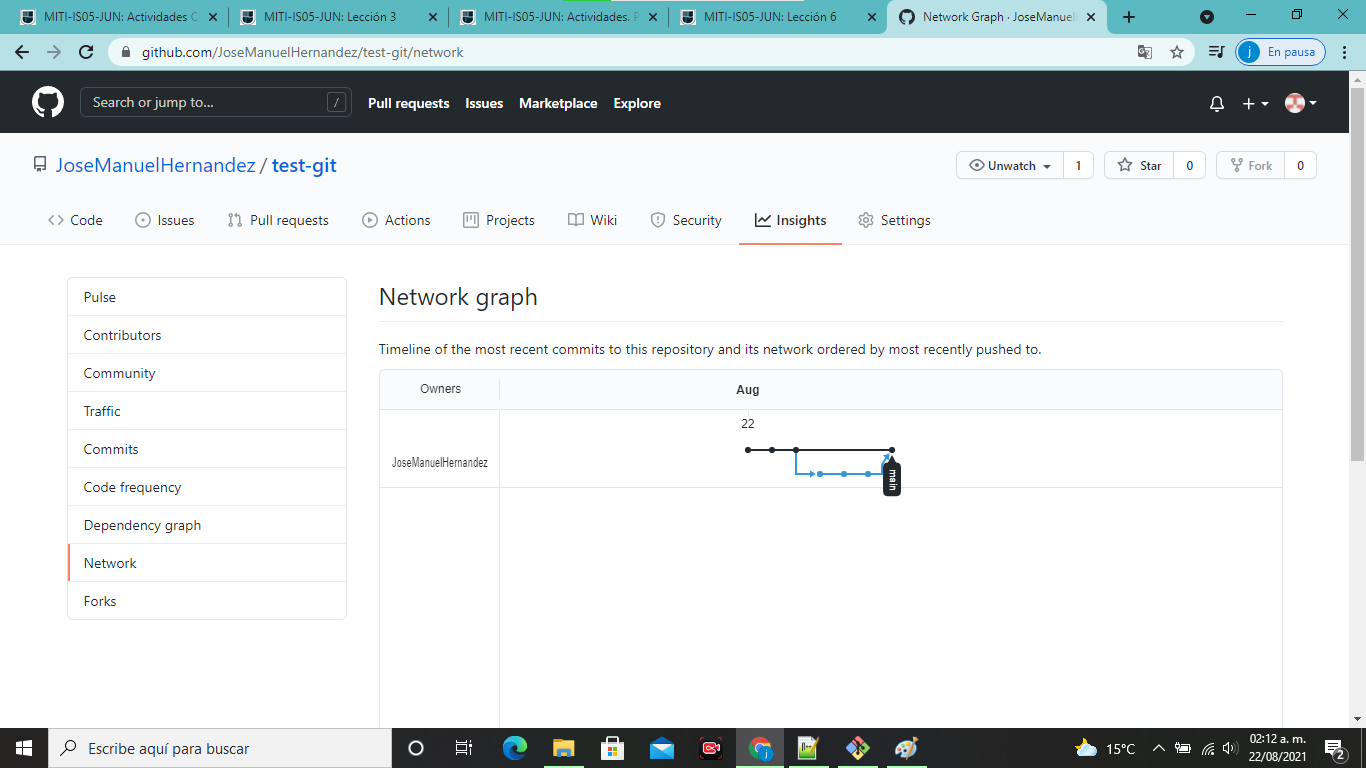 MITI-IS05-JUN: Actividades C
MITI-IS05-JUN: Lección 3
MITI-IS05-JUN: Actividades. P
MITI-IS05-JUN: Lección 6
Network Graph · JoseManuelH
github.com/JoseManuelHernandez/test-git/network
j En pausa
Search or jump to... /
Pull requests Issues Marketplace Explore
JoseManuelHernandez / test-git
Unwatch 1 Star 0 Fork 0
Code Issues Pull requests Actions Projects Wiki Security Insights Settings
Pulse
Contributors
Community
Traffic
Commits
Code frequency
Dependency graph
Network
Forks
Network graph
Timeline of the most recent commits to this repository and its network ordered by most recently pushed to.
Owners Aug
22
JoseManuelHernandez
main
Escribe aquí para buscar
15°C
02:12 a. m.
22/08/2021
2